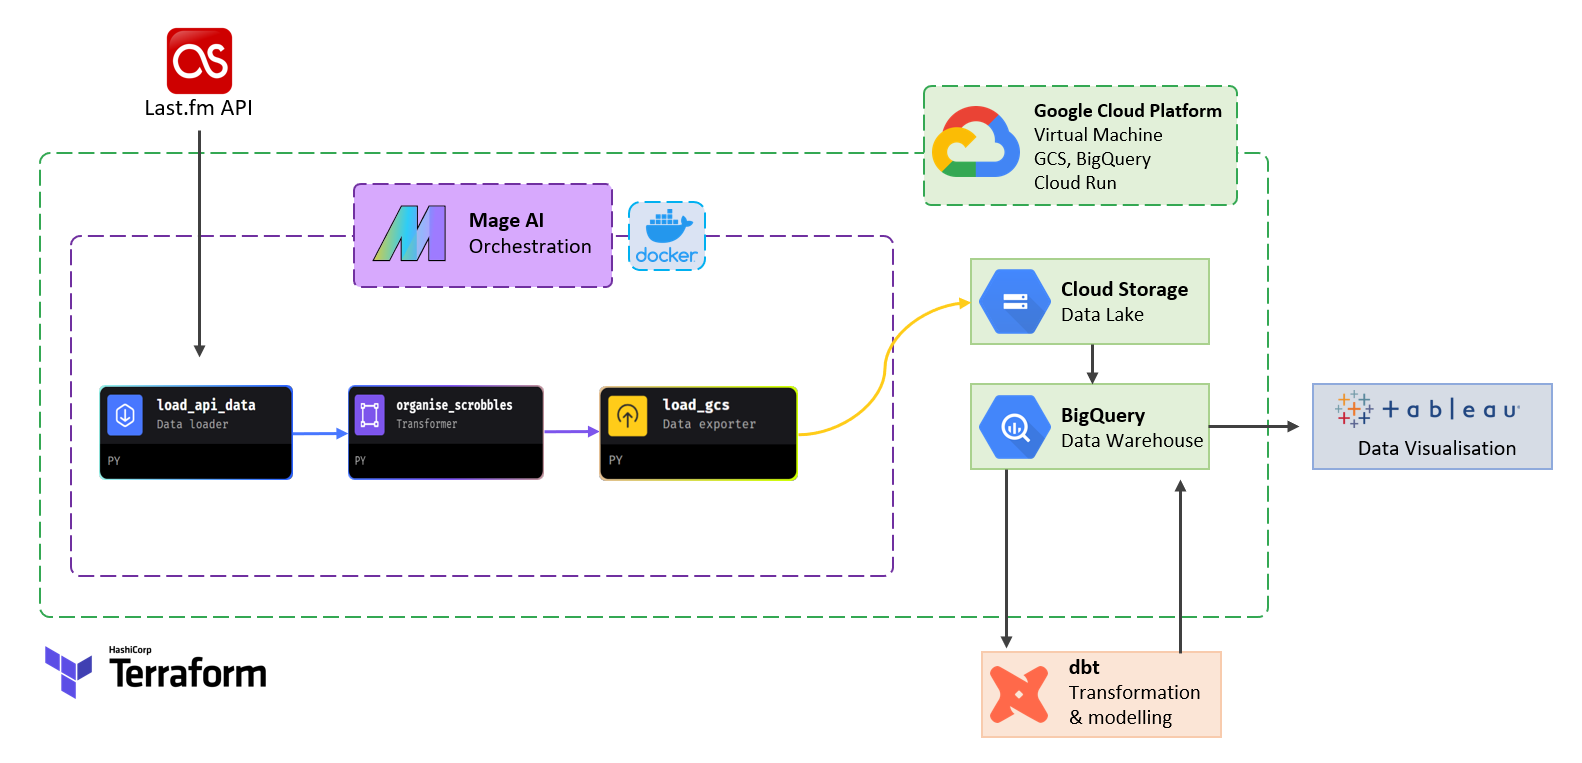 Last.fm API
Google Cloud Platform
Virtual Machine
GCS, BigQuery
Cloud Run
Mage AI
Orchestration
docker
Cloud Storage
Data Lake
load_api_data
Data loader
PY
organise_scrobbles
Transformer
PY
load_gcs
Data exporter
PY
BigQuery
Data Warehouse
+ a b l e a u
Data Visualisation
HashiCorp
Terraform
dbt
Transformation
& modelling